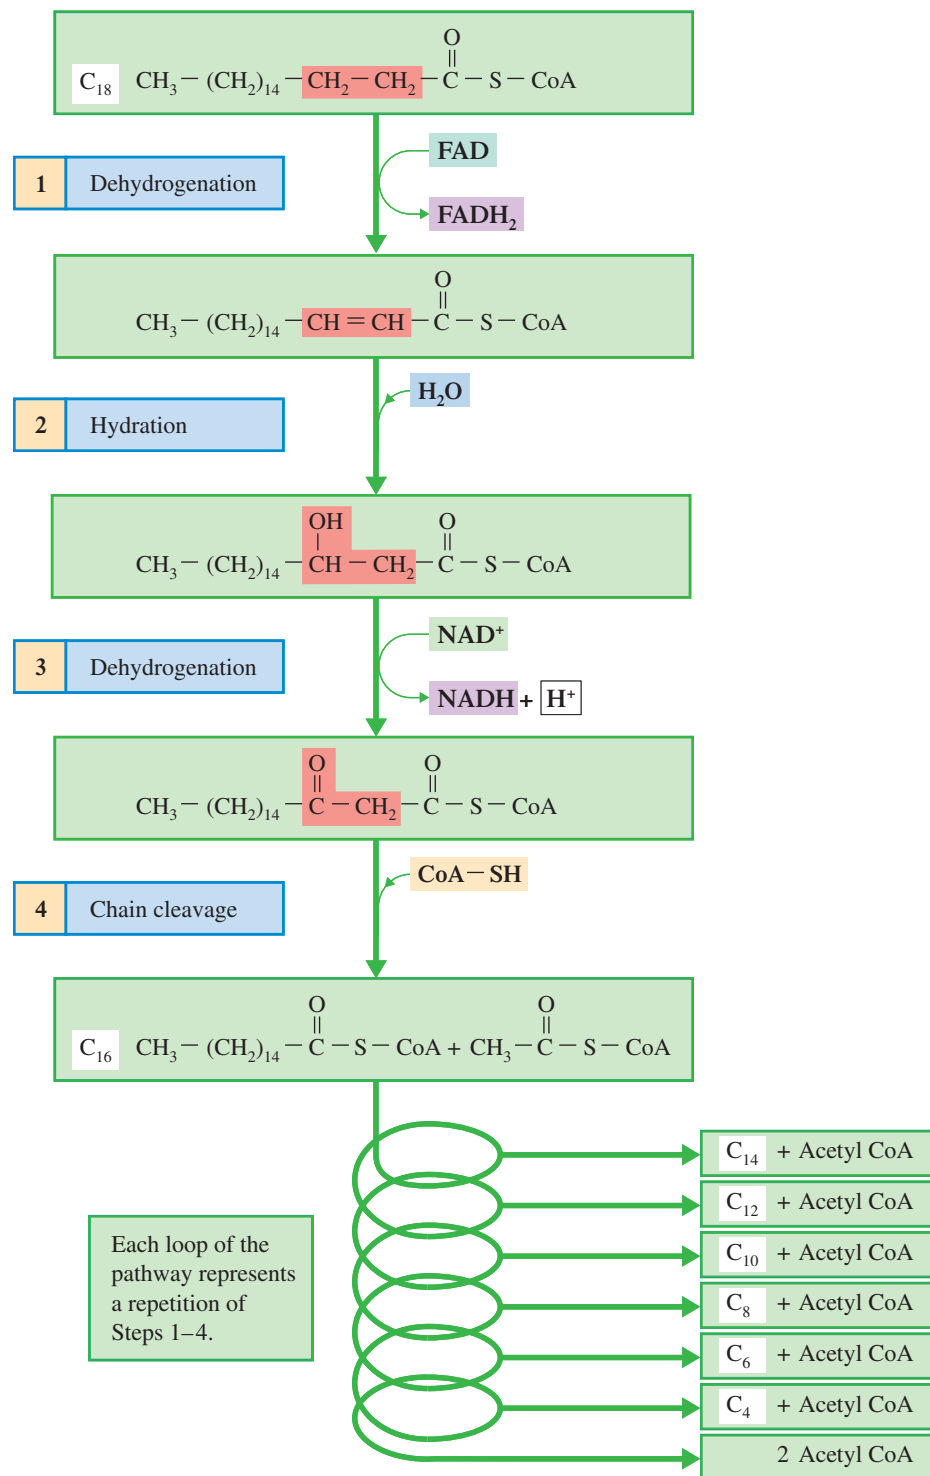 O
||
C₁₈ CH₃ — (CH₂)₁₄ — CH₂ — CH₂ — C — S — CoA
FAD
1 Dehydrogenation
FADH₂
O
||
CH₃ — (CH₂)₁₄ — CH = CH — C — S — CoA
H₂O
2 Hydration
OH O
| ||
CH₃ — (CH₂)₁₄ — CH — CH₂ — C — S — CoA
NAD⁺
3 Dehydrogenation
NADH + H⁺
O O
|| ||
CH₃ — (CH₂)₁₄ — C — CH₂ — C — S — CoA
CoA — SH
4 Chain cleavage
O O
|| ||
C₁₆ CH₃ — (CH₂)₁₄ — C — S — CoA + CH₃ — C — S — CoA
C₁₄ + Acetyl CoA
C₁₂ + Acetyl CoA
C₁₀ + Acetyl CoA
C₈ + Acetyl CoA
C₆ + Acetyl CoA
C₄ + Acetyl CoA
2 Acetyl CoA
Each loop of the
pathway represents
a repetition of
Steps 1–4.